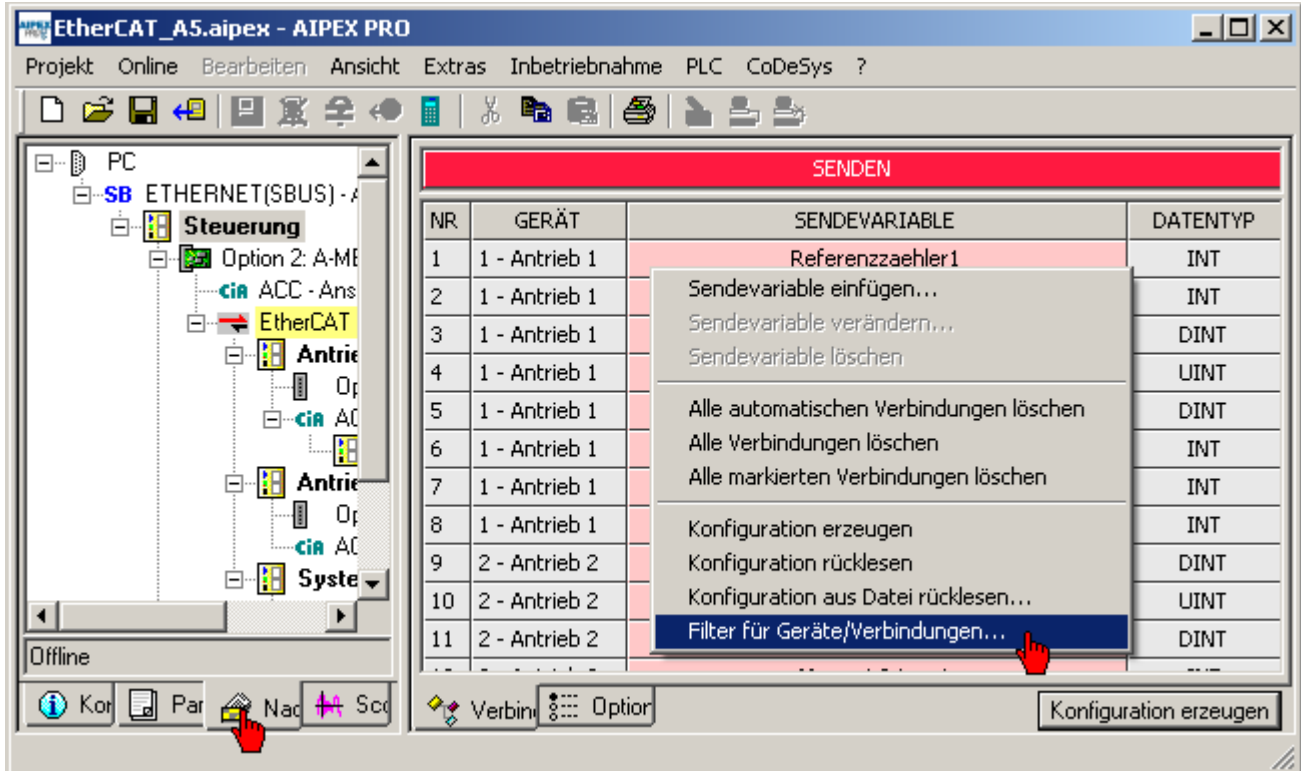 EtherCAT_A5.aipex - AIPEX PRO
Projekt Online Bearbeiten Ansicht Extras Inbetriebnahme PLC CoDeSys ?
PC
SB ETHERNET(SBUS) - A
Steuerung
Option 2: A-ME
CiA ACC - Ans
EtherCAT
Antrie
Op
CiA AC
Antrie
Op
CiA AC
Syste
Offline
Kor Par Nac Sco
SENDEN
NR GERÄT SENDEVARIABLE DATENTYP
1 1 - Antrieb 1 Referenzzaehler1 INT
2 1 - Antrieb 1 INT
3 1 - Antrieb 1 DINT
4 1 - Antrieb 1 UINT
5 1 - Antrieb 1 DINT
6 1 - Antrieb 1 INT
7 1 - Antrieb 1 INT
8 1 - Antrieb 1 INT
9 2 - Antrieb 2 DINT
10 2 - Antrieb 2 UINT
11 2 - Antrieb 2 DINT
Sendevariable einfügen...
Sendevariable verändern...
Sendevariable löschen
Alle automatischen Verbindungen löschen
Alle Verbindungen löschen
Alle markierten Verbindungen löschen
Konfiguration erzeugen
Konfiguration rücklesen
Konfiguration aus Datei rücklesen...
Filter für Geräte/Verbindungen...
Verbin Option
Konfiguration erzeugen